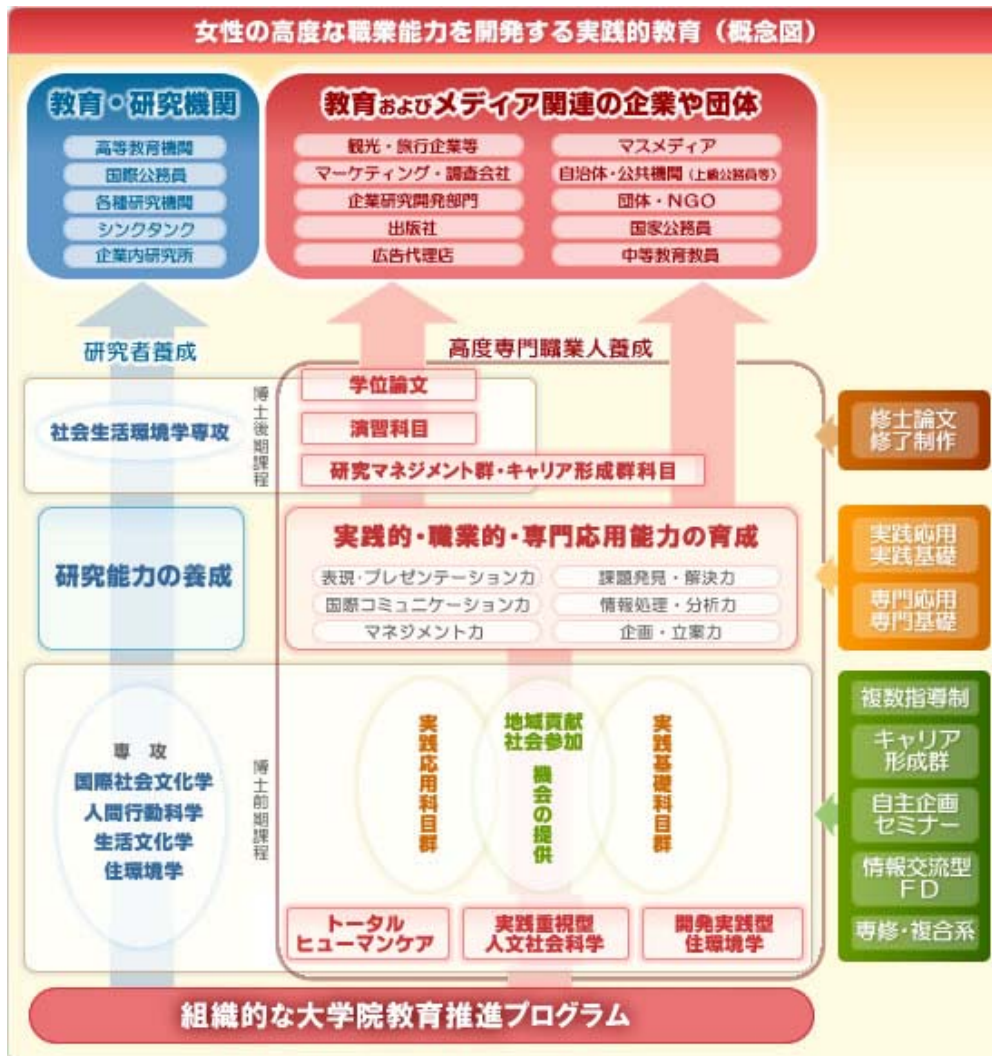 女性の高度な職業能力を開発する実践的教育（概念図）
教育・研究機関
高等教育機関
国際公務員
各種研究機関
シンクタンク
企業内研究所
教育およびメディア関連の企業や団体
観光・旅行企業等
マーケティング・調査会社
企業研究開発部門
出版社
広告代理店
マスメディア
自治体・公共機関（上級公務員等）
団体・NGO
国家公務員
中等教育教員
研究者養成
高度専門職業人養成
社会生活環境学専攻
博士後期課程
学位論文
演習科目
研究マネジメント群・キャリア形成群科目
修士論文
修了制作
研究能力の養成
実践的・職業的・専門応用能力の育成
表現・プレゼンテーション力
国際コミュニケーション力
マネジメント力
課題発見・解決力
情報処理・分析力
企画・立案力
実践応用
実践基礎
専門応用
専門基礎
専攻
国際社会文化学
人間行動科学
生活文化学
住環境学
博士前期課程
実践応用科目群
地域貢献
社会参加
機会の提供
実践基礎科目群
トータル
ヒューマンケア
実践重視型
人文社会科学
開発実践型
住環境学
複数指導制
キャリア
形成群
自主企画
セミナー
情報交流型
FD
専修・複合系
組織的な大学院教育推進プログラム